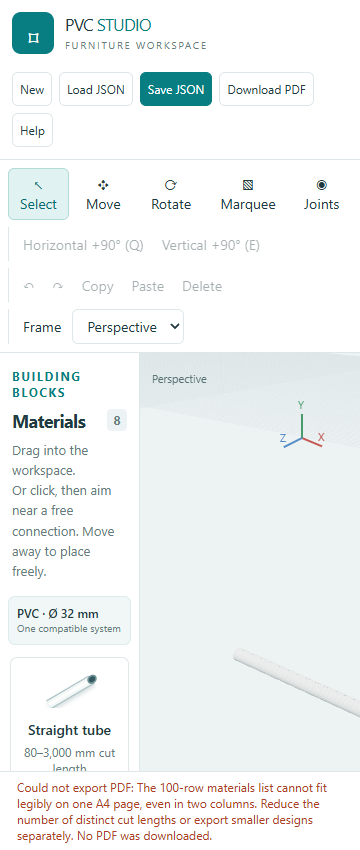 PVC STUDIO
FURNITURE WORKSPACE
New Load JSON Save JSON Download PDF
Help
Select Move Rotate Marquee Joints
Horizontal +90° (Q) Vertical +90° (E)
Copy Paste Delete
Frame Perspective
BUILDING
BLOCKS
Materials 8
Drag into the
workspace.
Or click, then aim
near a free
connection. Move
away to place
freely.
PVC · Ø 32 mm
One compatible system
Straight tube
80–3,000 mm cut
length
Perspective
Y
Z X
Could not export PDF: The 100-row materials list cannot fit
legibly on one A4 page, even in two columns. Reduce the
number of distinct cut lengths or export smaller designs
separately. No PDF was downloaded.